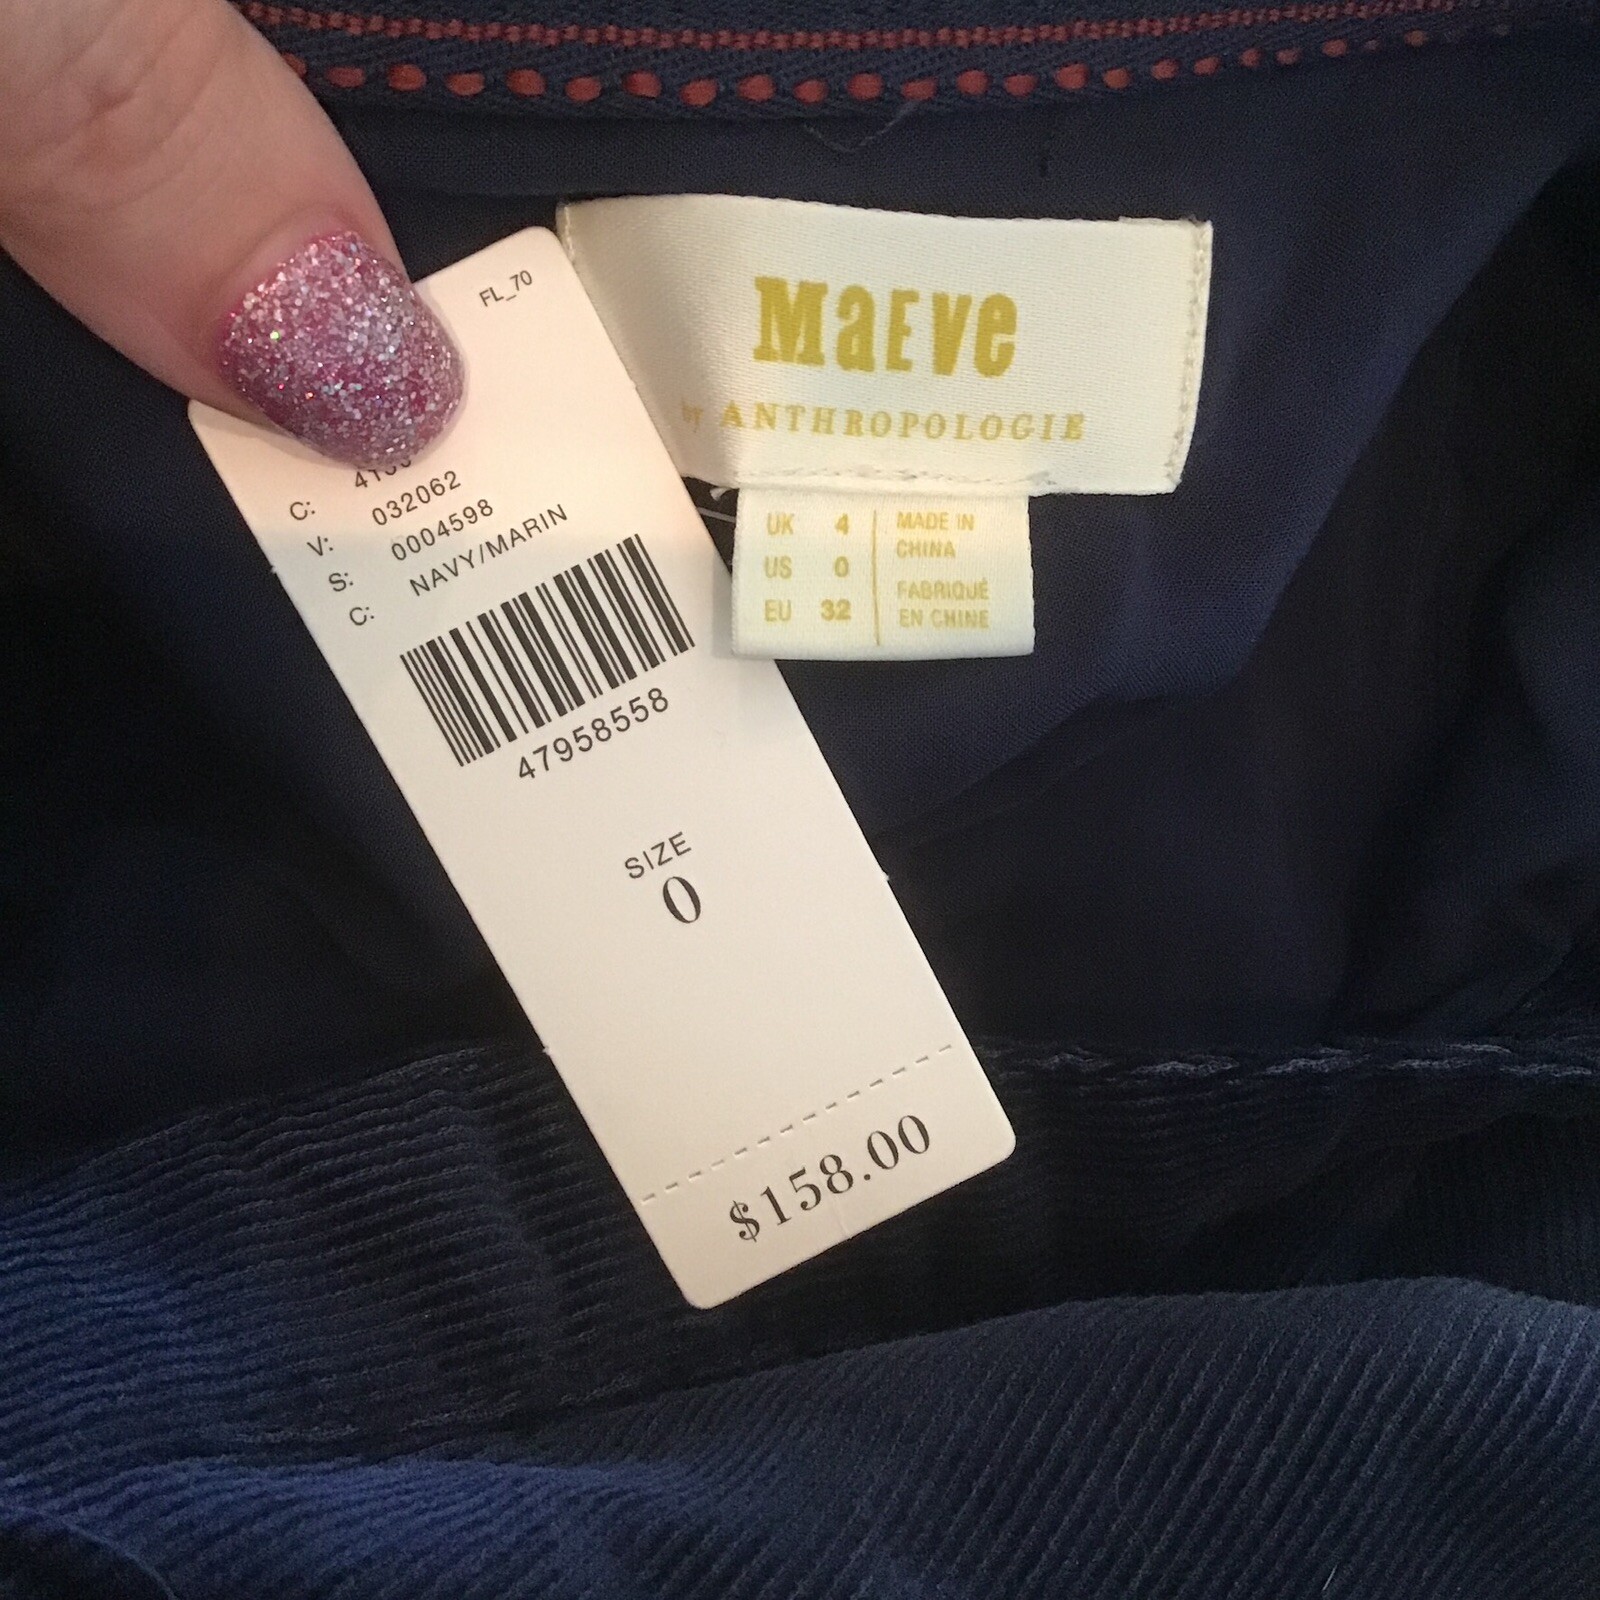 FL_70
C:
V: 032062
S: 0004598
C: NAVY/MARIN
47958558
SIZE
0
$158.00
MaEve
by ANTHROPOLOGIE
UK 4
US 0
EU 32
MADE IN
CHINA
FABRIQUÉ
EN CHINE